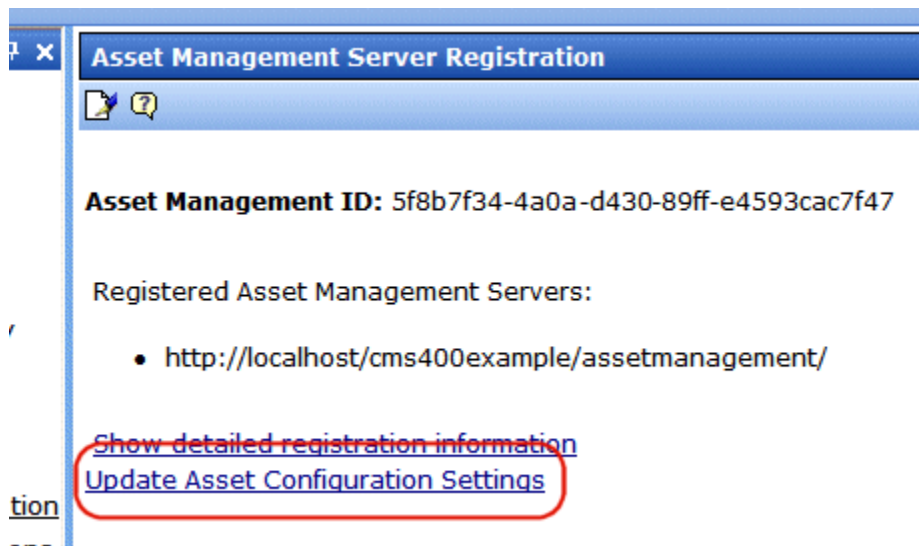 Asset Management Server Registration
Asset Management ID: 5f8b7f34-4a0a-d430-89ff-e4593cac7f47
Registered Asset Management Servers:
• http://localhost/cms400example/assetmanagement/
Show detailed registration information
Update Asset Configuration Settings
tion